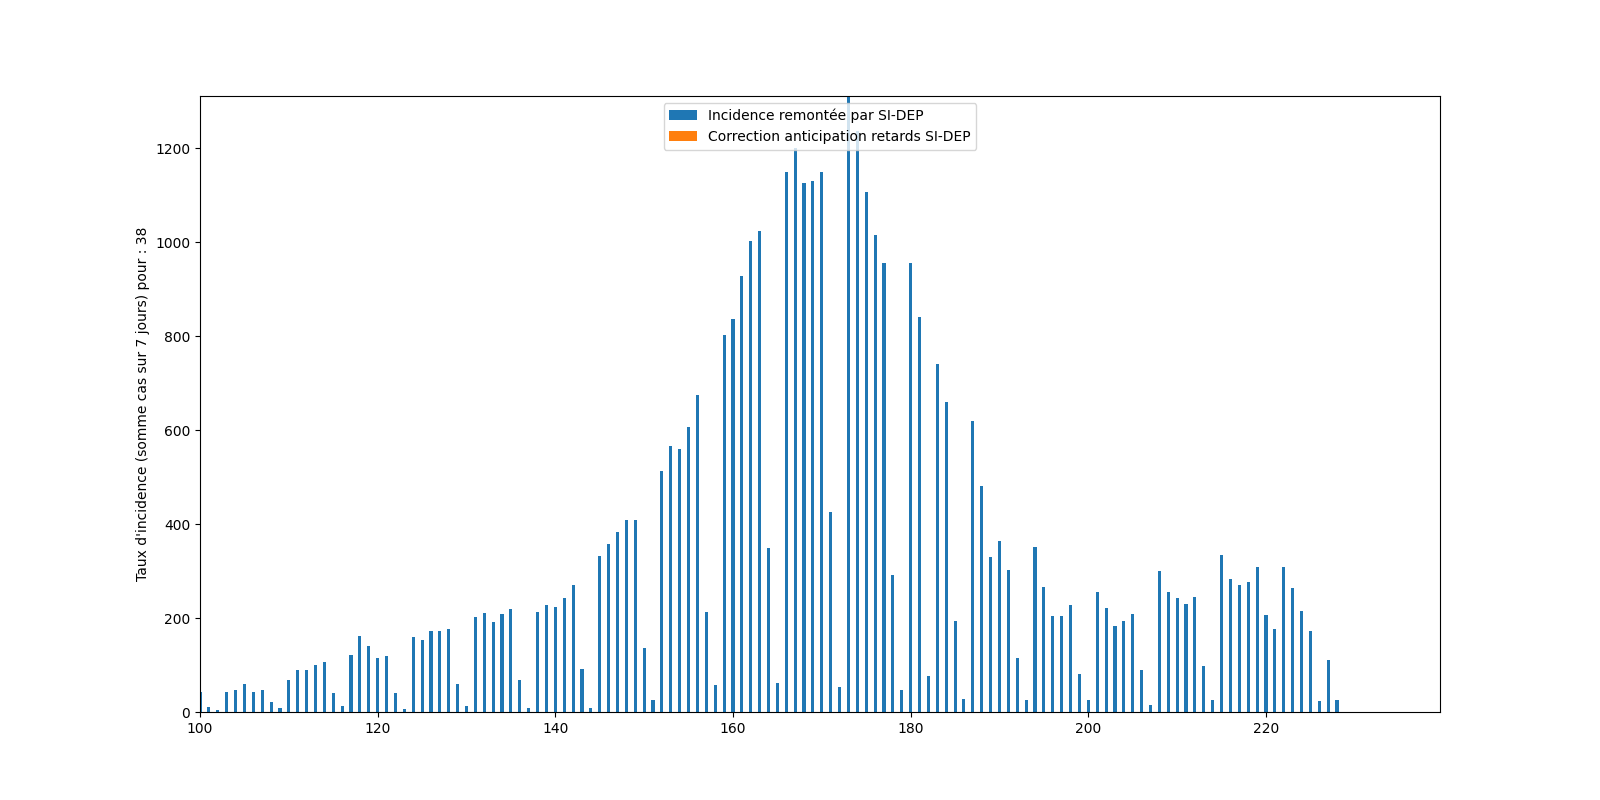 Incidence remontée par SI-DEP
Correction anticipation retards SI-DEP
Taux d'incidence (somme cas sur 7 jours) pour : 38
1200
1000
800
600
400
200
0
100 120 140 160 180 200 220